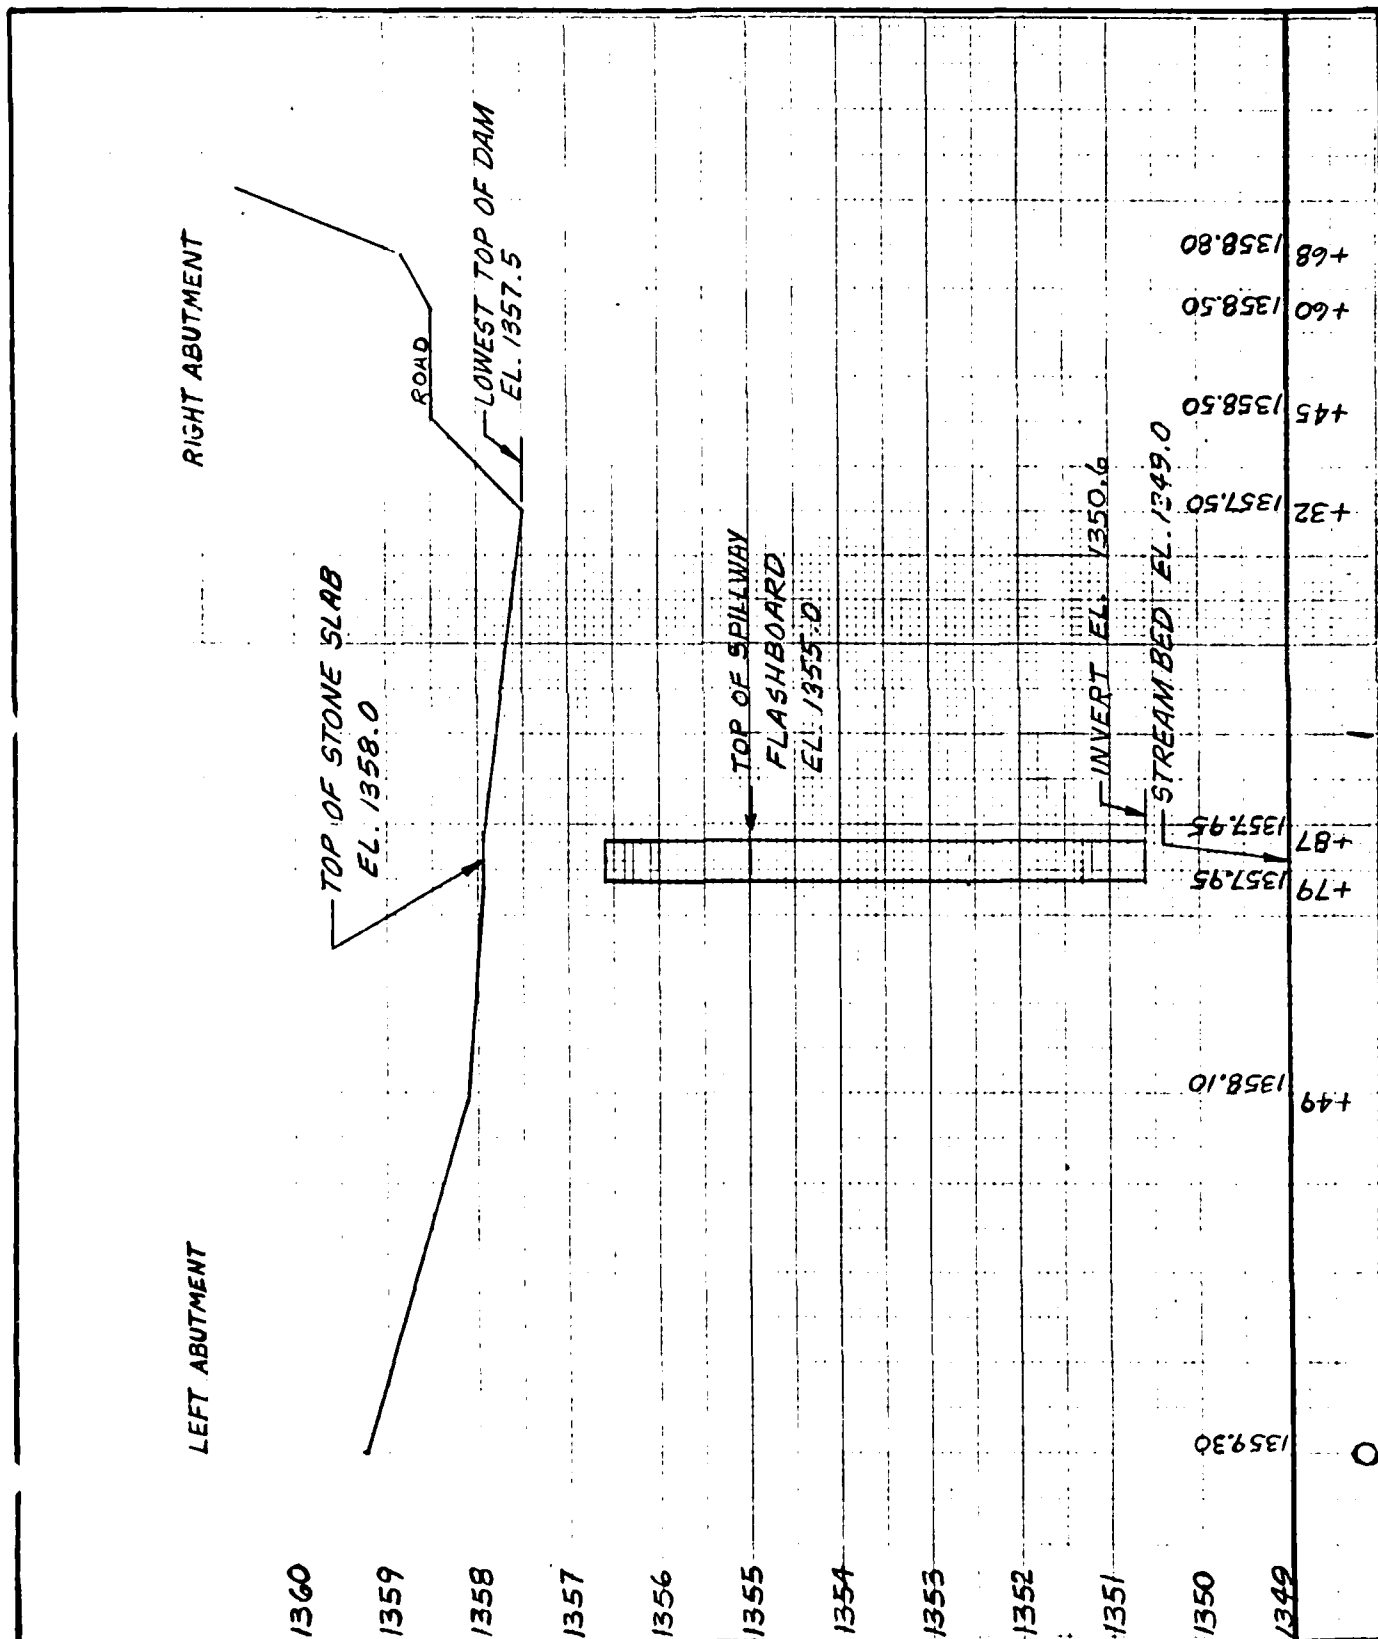 LEFT ABUTMENT
RIGHT ABUTMENT
TOP OF STONE SLAB
EL. 1358.0
ROAD
LOWEST TOP OF DAM
EL. 1357.5
TOP OF SPILLWAY
FLASHBOARD
EL. 1355.0
INVERT EL. 1350.6
STREAM BED EL. 1349.0
1360
1359
1358
1357
1356
1355
1354
1353
1352
1351
1350
1349
1359.30
1358.10
1357.95
1357.95
1357.50
1358.50
1358.50
1358.80
0
+49
+79
+87
1
+32
+45
+60
+68